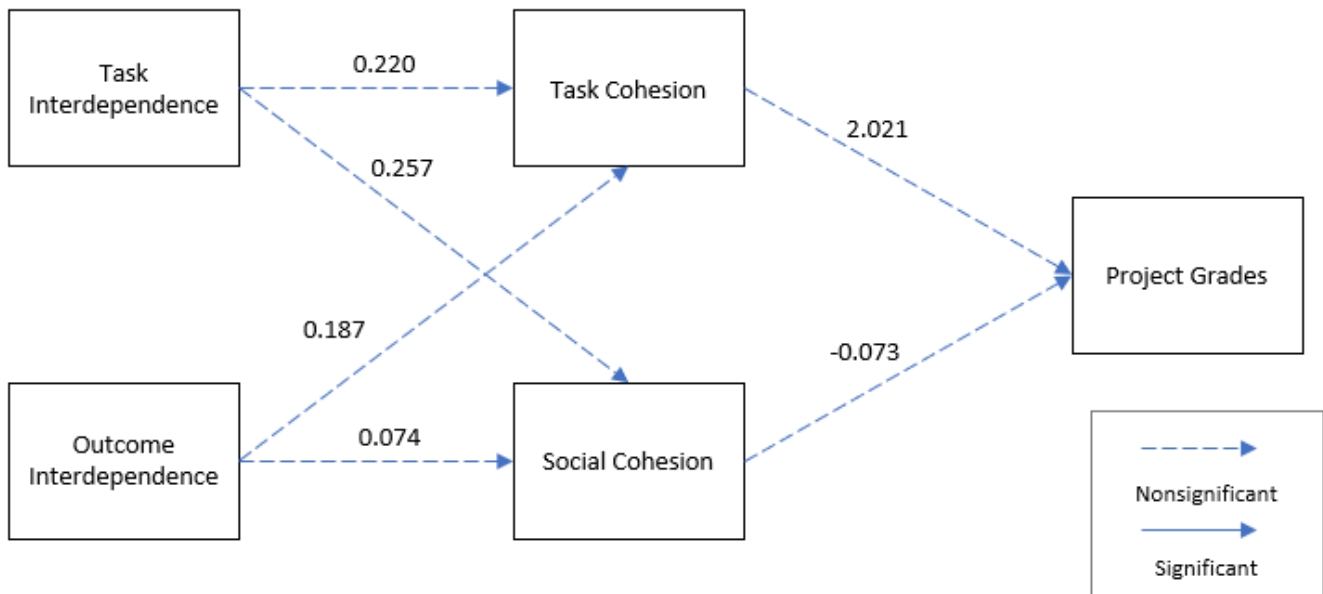 Task
Interdependence
0.220
Task Cohesion
2.021
0.257
Project Grades
0.187
-0.073
Outcome
Interdependence
0.074
Social Cohesion
Nonsignificant
Significant